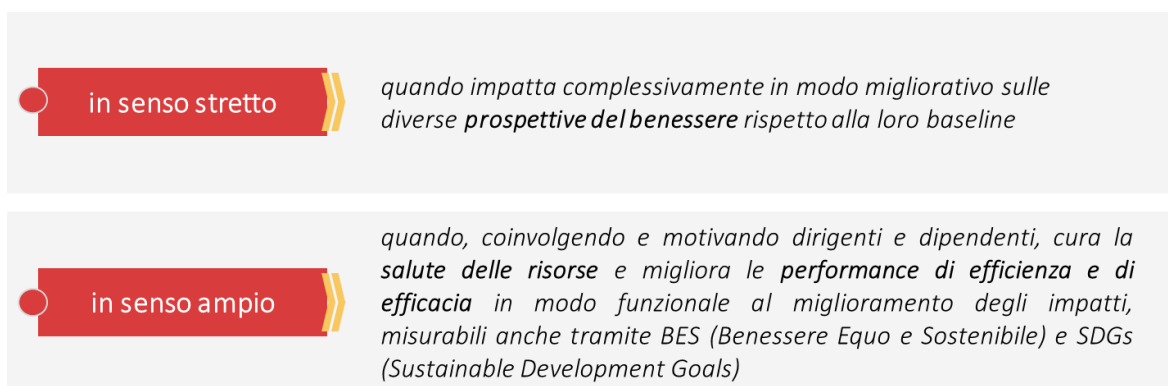 in senso stretto
quando impatta complessivamente in modo migliorativo sulle
diverse prospettive del benessere rispetto alla loro baseline
in senso ampio
quando, coinvolgendo e motivando dirigenti e dipendenti, cura la
salute delle risorse e migliora le performance di efficienza e di
efficacia in modo funzionale al miglioramento degli impatti,
misurabili anche tramite BES (Benessere Equo e Sostenibile) e SDGs
(Sustainable Development Goals)